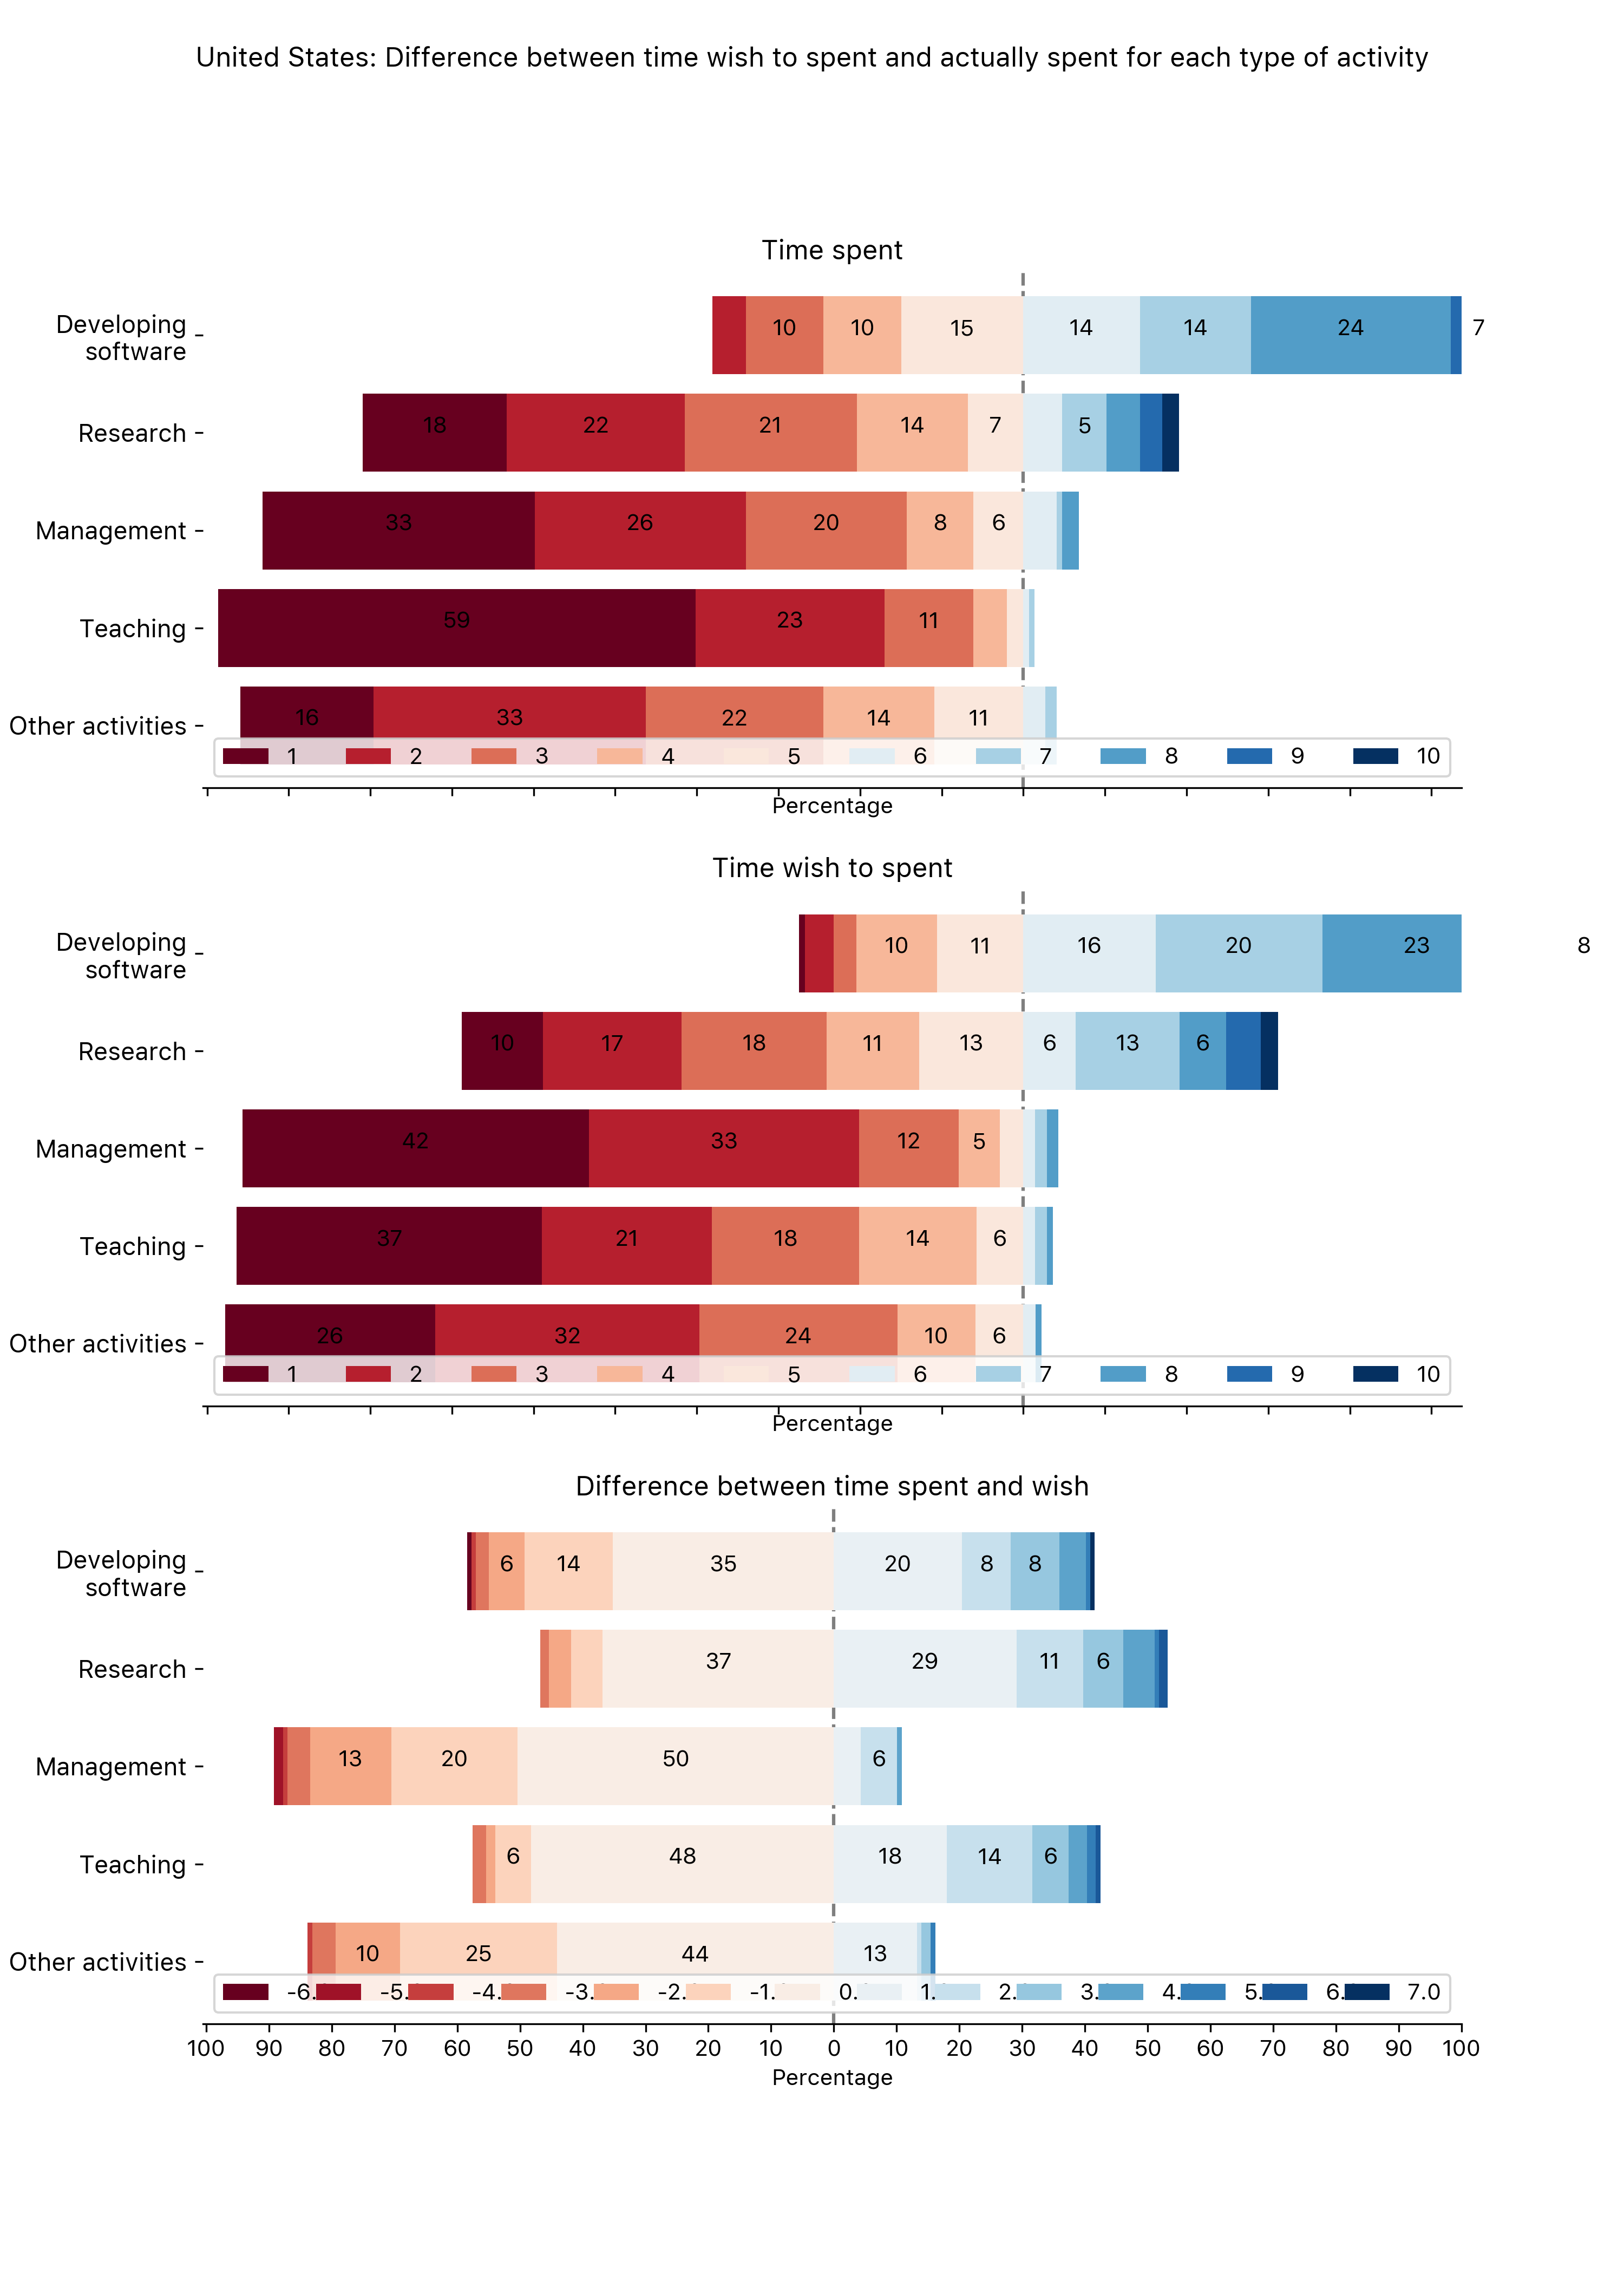 United States: Difference between time wish to spent and actually spent for each type of activity
Time spent
Developing
software
10 10 15 14 14 24 7
Research
18 22 21 14 7 5
Management
33 26 20 8 6
Teaching
59 23 11
Other activities
16 33 22 14 11
1 2 3 4 5 6 7 8 9 10
Percentage
Time wish to spent
Developing
software
10 11 16 20 23 8
Research
10 17 18 11 13 6 13 6
Management
42 33 12 5
Teaching
37 21 18 14 6
Other activities
26 32 24 10 6
1 2 3 4 5 6 7 8 9 10
Percentage
Difference between time spent and wish
Developing
software
6 14 35 20 8 8
Research
37 29 11 6
Management
13 20 50 6
Teaching
6 48 18 14 6
Other activities
10 25 44 13
-6. -5. -4. -3. -2. -1. 0. 1. 2. 3. 4. 5. 6. 7.0
100 90 80 70 60 50 40 30 20 10 0 10 20 30 40 50 60 70 80 90 100
Percentage